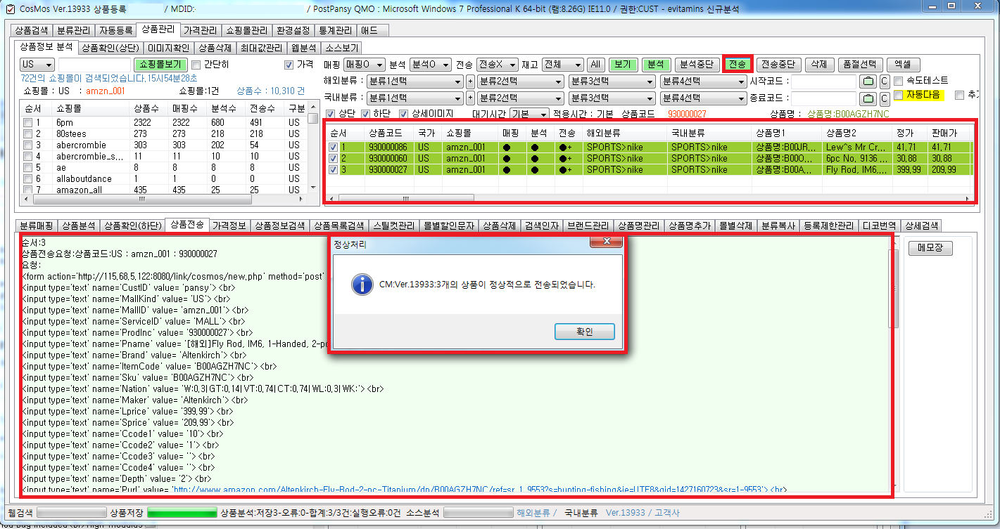 CosMos Ver.13933 상품등록 / MDID: / PostPansy QMO : Microsoft Windows 7 Professional K 64-bit (램:8.26G) IE11.0 / 권한:CUST - evitamins 신규분석
상품검색 분류관리 자동등록 상품관리 가격관리 쇼핑몰관리 환경설정 통계관리 애드
상품정보 분석 상품확인(상단) 이미지확인 상품삭제 최대값관리 웹분석 소스보기
US 쇼핑몰보기 간단히 가격 매핑 매핑O 분석 분석O 전송 전송X 재고 전체 All 보기 분석 분석중단 전송 전송중단 삭제 품절선택 엑셀
72건의 쇼핑몰이 검색되었습니다,15시54분28초
해외분류 : 분류1선택 + 분류2선택 분류3선택 분류4선택 시작코드 : C 속도테스트
쇼핑몰 : US : amzn_001 쇼핑몰:1건 상품수 : 10,310 건
국내분류 : 분류1선택 + 분류2선택 분류3선택 분류4선택 종료코드 : C 자동다음 추가
상단 하단 상세이미지 대기시간 기본 적용시간 : 기본 상품코드 930000027 상품명 : 상품명:B00AGZH7NC
순서 쇼핑몰 상품수 매핑수 분석수 전송수 구분
1 6pm 2322 2322 680 491 US
2 80stees 273 273 218 218 US
3 abercrombie 303 303 202 54 US
4 abercrombie_s,,, 11 11 10 10 US
5 ae 8 8 8 8 US
6 allaboutdance 1 1 0 0 US
7 amazon_all 435 435 25 25 US
순서 상품코드 국가 쇼핑몰 매핑 분석 전송 해외분류 국내분류 상품명1 상품명2 정가 판매가
1 930000086 US amzn_001 ● ● ●+ SPORTS>nike SPORTS>nike 상품명:B00JR,,, Lew^s Mr Cr,,, 41,71 41,71
2 930000060 US amzn_001 ● ● ●+ SPORTS>nike SPORTS>nike 상품명:B00O,,, 6pc No, 9136 ,,, 30,88 30,88
3 930000027 US amzn_001 ● ● ●+ SPORTS>nike SPORTS>nike 상품명:B00A,,, Fly Rod, IM6,,,, 399,99 209,99
분류매핑 상품분석 상품확인(하단) 상품전송 가격정보 상품정보검색 상품목록검색 스틸컷관리 몰별할인문자 상품삭제 검색인자 브랜드관리 상품명관리 상품명추가 몰별삭제 분류복사 등록제한관리 디코번역 상세검색
순서:3
상품전송요청:상품코드:US : amzn_001 : 930000027
요청:
<form action='http://115,68,5,122:8080/link/cosmos/new,php' method='post'
<input type='text' name='CustID' value= 'pansy'><br>
<input type='text' name='MallKind' value= 'US'><br>
<input type='text' name='MallID' value= 'amzn_001'><br>
<input type='text' name='ServiceID' value= 'MALL'><br>
<input type='text' name='ProdInc' value= '930000027'><br>
<input type='text' name='Pname' value= '[해외]Fly Rod, IM6, 1-Handed, 2-p
<input type='text' name='Brand' value= 'Altenkirch'><br>
<input type='text' name='ItemCode' value= 'B00AGZH7NC'><br>
<input type='text' name='Sku' value= 'B00AGZH7NC'><br>
<input type='text' name='Nation' value= 'W:0,3|GT:0,14|VT:0,74|CT:0,74|WL:0,3|WK:'><br>
<input type='text' name='Maker' value= 'Altenkirch'><br>
<input type='text' name='Lprice' value= '399,99'><br>
<input type='text' name='Sprice' value= '209,99'><br>
<input type='text' name='Ccode1' value= '10'><br>
<input type='text' name='Ccode2' value= '1'><br>
<input type='text' name='Ccode3' value= ''><br>
<input type='text' name='Ccode4' value= ''><br>
<input type='text' name='Depth' value= '2'><br>
<input type='text' name='Purl' value= 'http://www,amazon,com/Altenkirch-Fly-Rod-2-pc-Titanium/dp/B00AGZH7NC/ref=sr_1_9553?s=hunting-fishing&ie=UTF8&qid=1427160723&sr=1-9553'><br>
메모장
정상처리
CM:Ver.13933:3개의 상품이 정상적으로 전송되었습니다.
확인
웹검색 상품저장 상품분석:저장3-오류:0-합계:3/3건:실행오류:0건 소스분석 해외분류 / 국내분류 Ver.13933 / 고객사